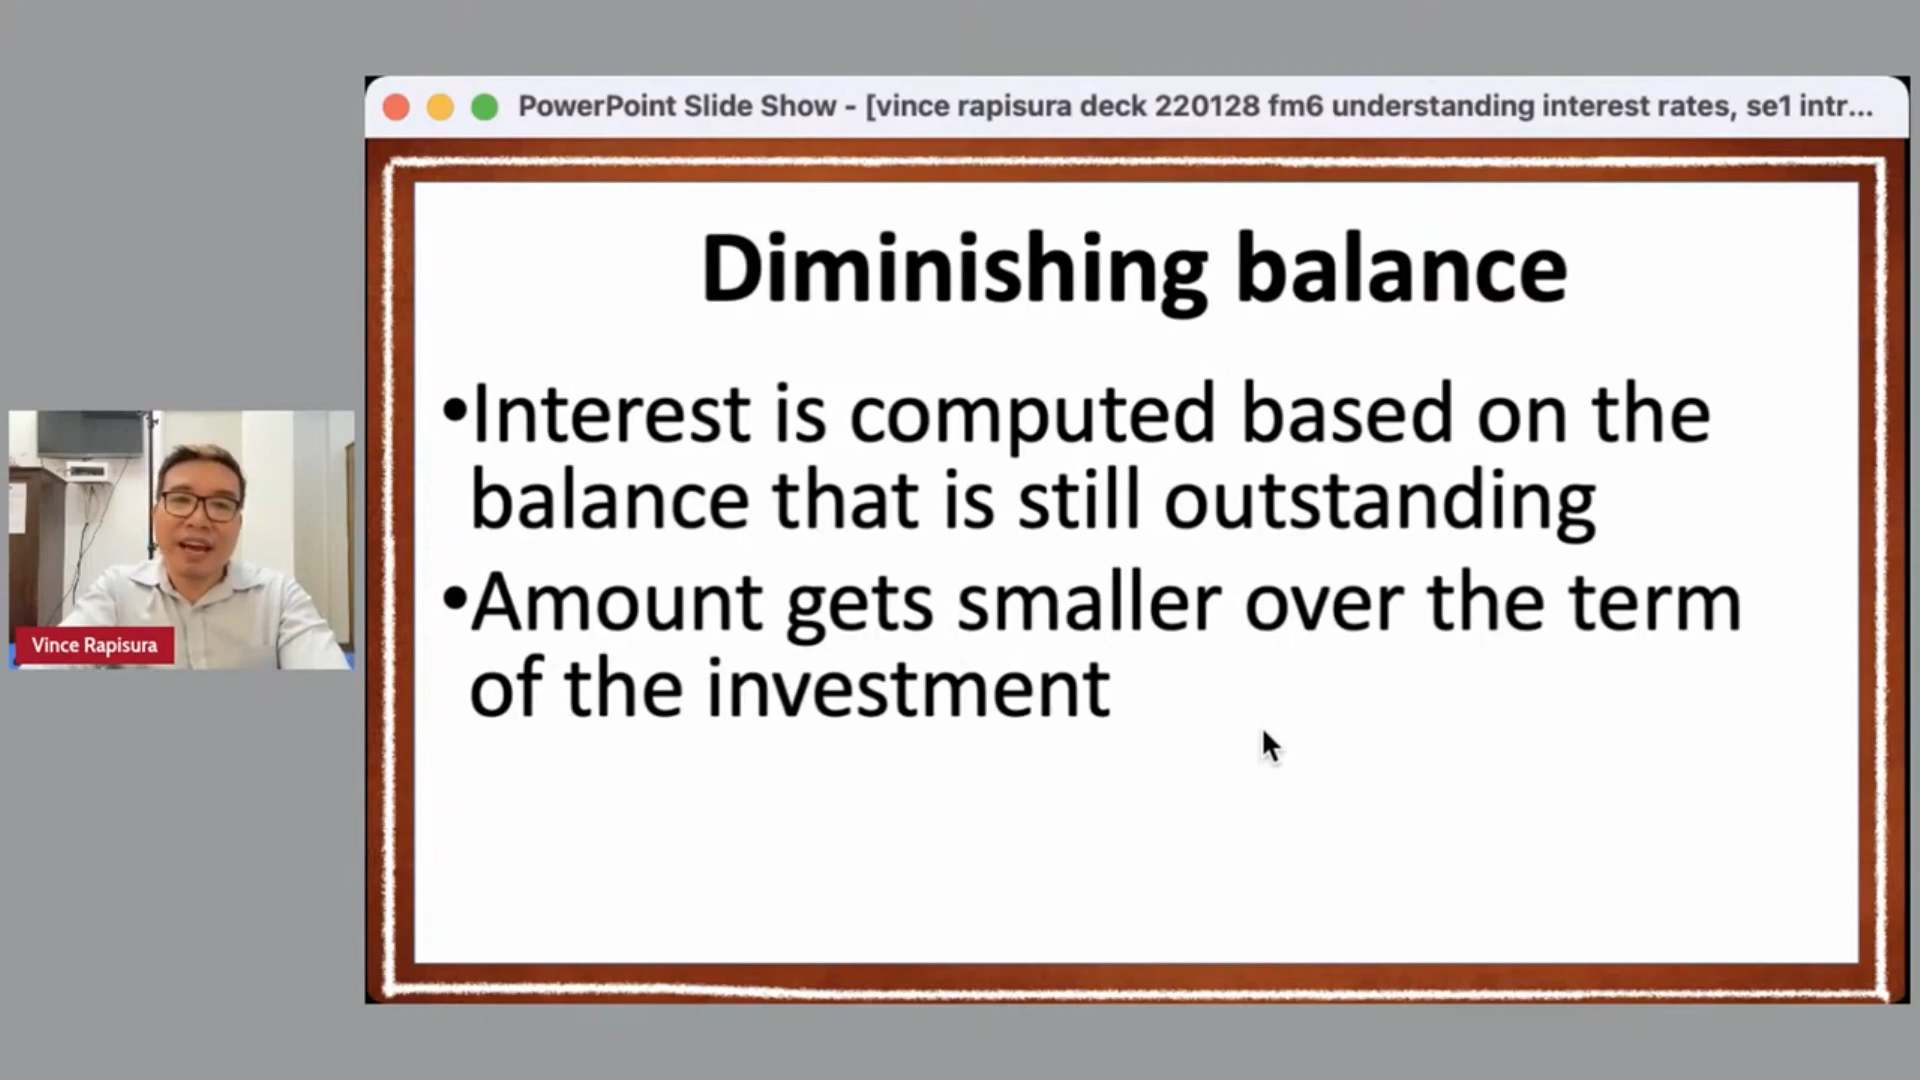 PowerPoint Slide Show - [vince rapisura deck 220128 fm6 understanding interest rates, se1 intr...
Diminishing balance
•Interest is computed based on the
balance that is still outstanding
•Amount gets smaller over the term
of the investment
Vince Rapisura